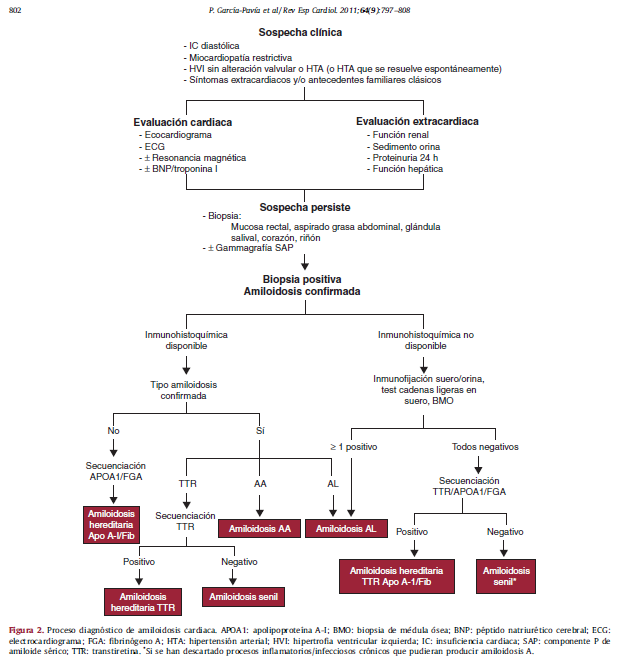 802
P. García-Pavía et al / Rev Esp Cardiol. 2011;64(9):797–808
Sospecha clínica
- IC diastólica
- Miocardiopatía restrictiva
- HVI sin alteración valvular o HTA (o HTA que se resuelve espontáneamente)
- Síntomas extracardiacos y/o antecedentes familiares clásicos
Evaluación cardiaca
- Ecocardiograma
- ECG
- ± Resonancia magnética
- ± BNP/troponina I
Evaluación extracardiaca
- Función renal
- Sedimento orina
- Proteinuria 24 h
- Función hepática
Sospecha persiste
- Biopsia:
Mucosa rectal, aspirado grasa abdominal, glándula
salival, corazón, riñón
- ± Gammagrafía SAP
Biopsia positiva
Amiloidosis confirmada
Inmunohistoquímica
disponible
Inmunohistoquímica no
disponible
Tipo amiloidosis
confirmada
Inmunofijación suero/orina,
test cadenas ligeras en
suero, BMO
No
Sí
≥ 1 positivo
Todos negativos
Secuenciación
APOA1/FGA
TTR
AA
AL
Secuenciación
TTR/APOA1/FGA
Amiloidosis
hereditaria
Apo A-I/Fib
Secuenciación
TTR
Amiloidosis AA
Amiloidosis AL
Positivo
Negativo
Positivo
Negativo
Amiloidosis
hereditaria TTR
Amiloidosis senil
Amiloidosis hereditaria
TTR Apo A-1/Fib
Amiloidosis
senil*
Figura 2. Proceso diagnóstico de amiloidosis cardiaca. APOA1: apolipoproteína A-I; BMO: biopsia de médula ósea; BNP: péptido natriurético cerebral; ECG:
electrocardiograma; FGA: fibrinógeno A; HTA: hipertensión arterial; HVI: hipertrofia ventricular izquierda; IC: insuficiencia cardiaca; SAP: componente P de
amiloide sérico; TTR: transtiretina. *Si se han descartado procesos inflamatorios/infecciosos crónicos que pudieran producir amiloidosis A.